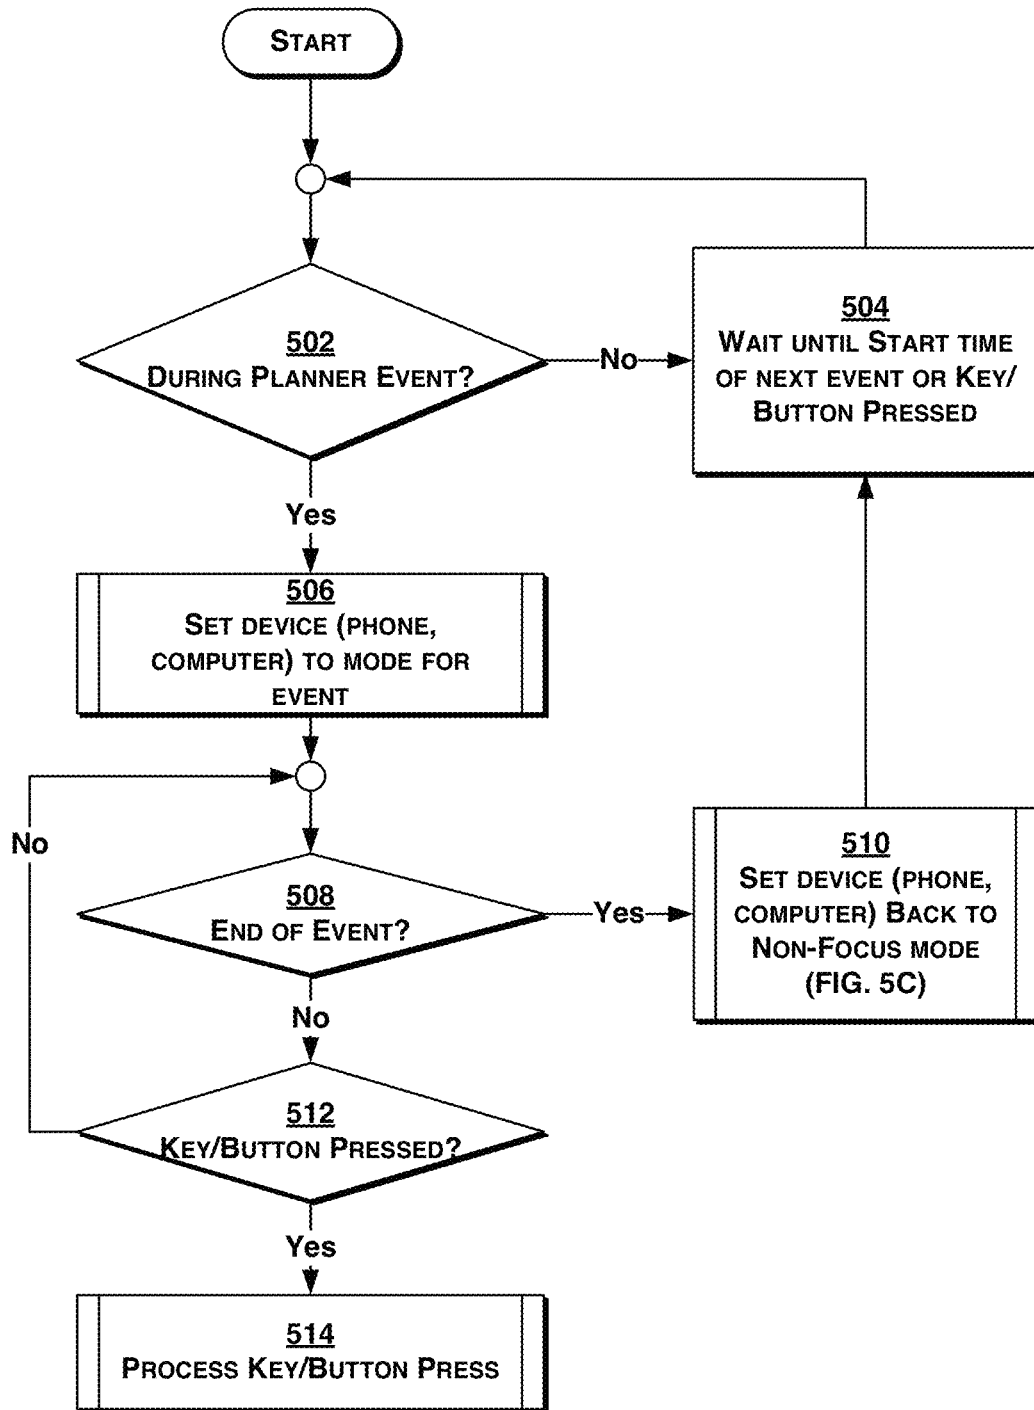 START
502
DURING PLANNER EVENT?
No
504
WAIT UNTIL START TIME
OF NEXT EVENT OR KEY/
BUTTON PRESSED
Yes
506
SET DEVICE (PHONE,
COMPUTER) TO MODE FOR
EVENT
No
508
END OF EVENT?
Yes
510
SET DEVICE (PHONE,
COMPUTER) BACK TO
NON-FOCUS MODE
(FIG. 5C)
No
512
KEY/BUTTON PRESSED?
Yes
514
PROCESS KEY/BUTTON PRESS